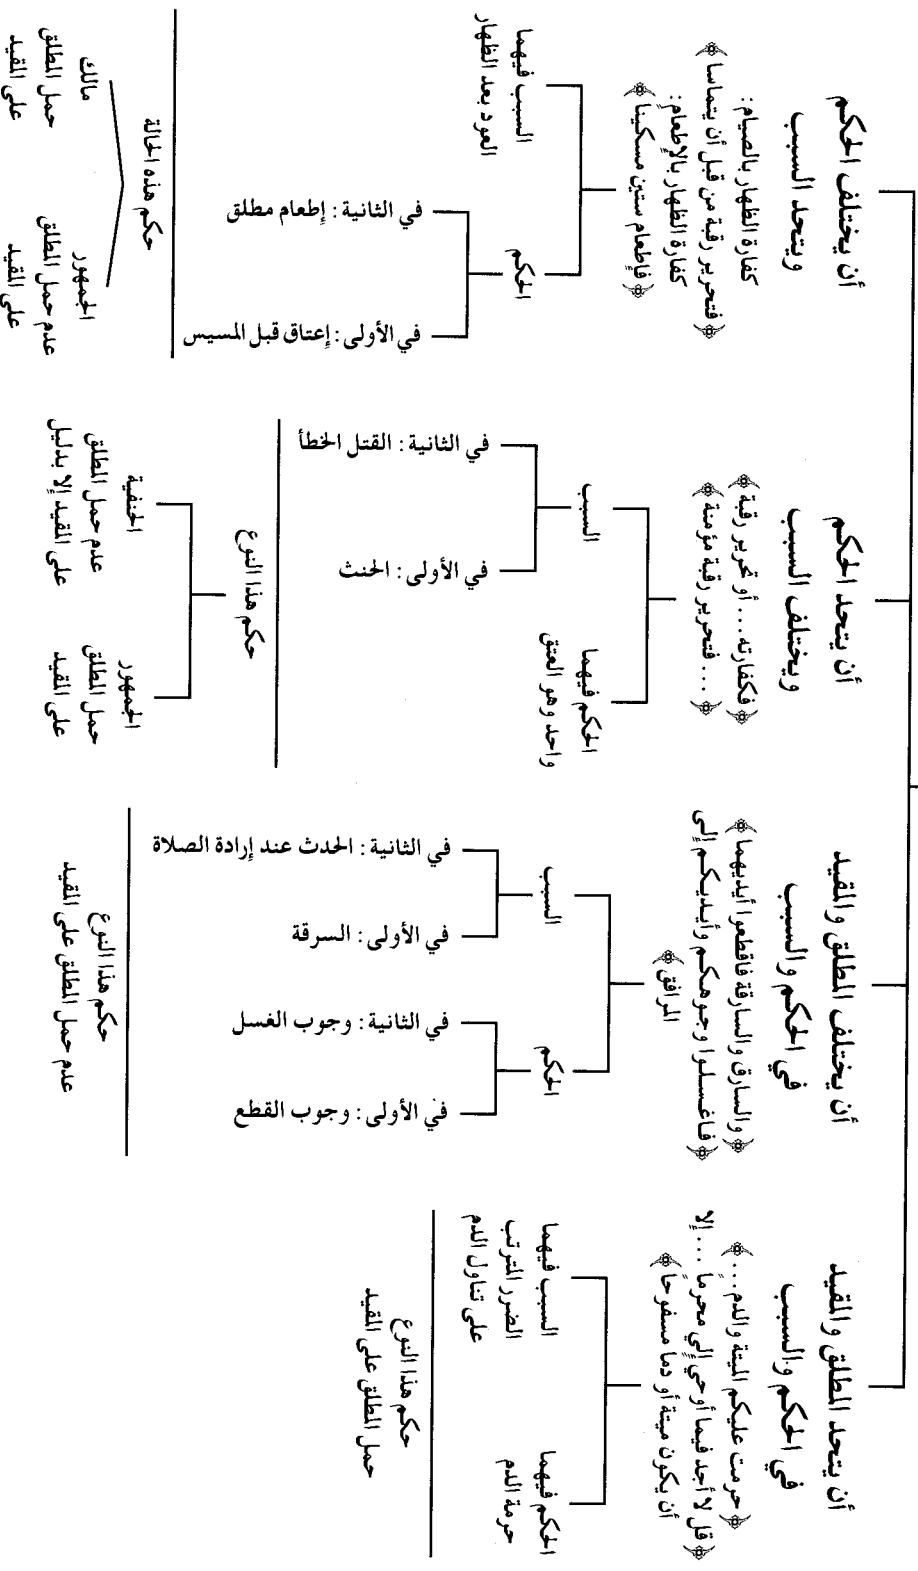 أن يتحد المطلق والمقيد
في الحكم والسبب
﴿حرمت عليكم الميتة والدم...﴾
﴿قل لا أجد فيما أوحي إلي محرماً ... إلا
أن يكون ميتة أو دما مسفوحاً﴾
الحكم فيهما
حرمة الدم
السبب فيهما
الضرر المترتب
على تناول الدم
حكم هذا النوع
حمل المطلق على المقيد
أن يختلف المطلق والمقيد
في الحكم والسبب
﴿والسارق والسارقة فاقطعوا أيديهما﴾
﴿فاغسلوا وجوهكم وأيديكم إلى
المرافق﴾
الحكم
في الأولى: وجوب القطع
في الثانية: وجوب الغسل
السبب
في الأولى: السرقة
في الثانية: الحدث عند إرادة الصلاة
حكم هذا النوع
عدم حمل المطلق على المقيد
أن يتحد الحكم
ويختلف السبب
﴿فكفارته... أو تحرير رقبة﴾
﴿... فتحرير رقبة مؤمنة﴾
الحكم فيهما
واحد وهو العتق
السبب
في الأولى: الحنث
في الثانية: القتل الخطأ
حكم هذا النوع
الجمهور
حمل المطلق
على المقيد
الحنفية
عدم حمل المطلق
على المقيد إلا بدليل
أن يختلف الحكم
ويتحد السبب
كفارة الظهار بالصيام:
﴿فتحرير رقبة من قبل أن يتماسا﴾
كفارة الظهار بالإطعام:
﴿فإطعام ستين مسكينا﴾
الحكم
في الأولى: إعتاق قبل المسيس
في الثانية: إطعام مطلق
السبب فيهما
العود بعد الظهار
حكم هذه الحالة
الجمهور
عدم حمل المطلق
على المقيد
مالك
حمل المطلق
على المقيد